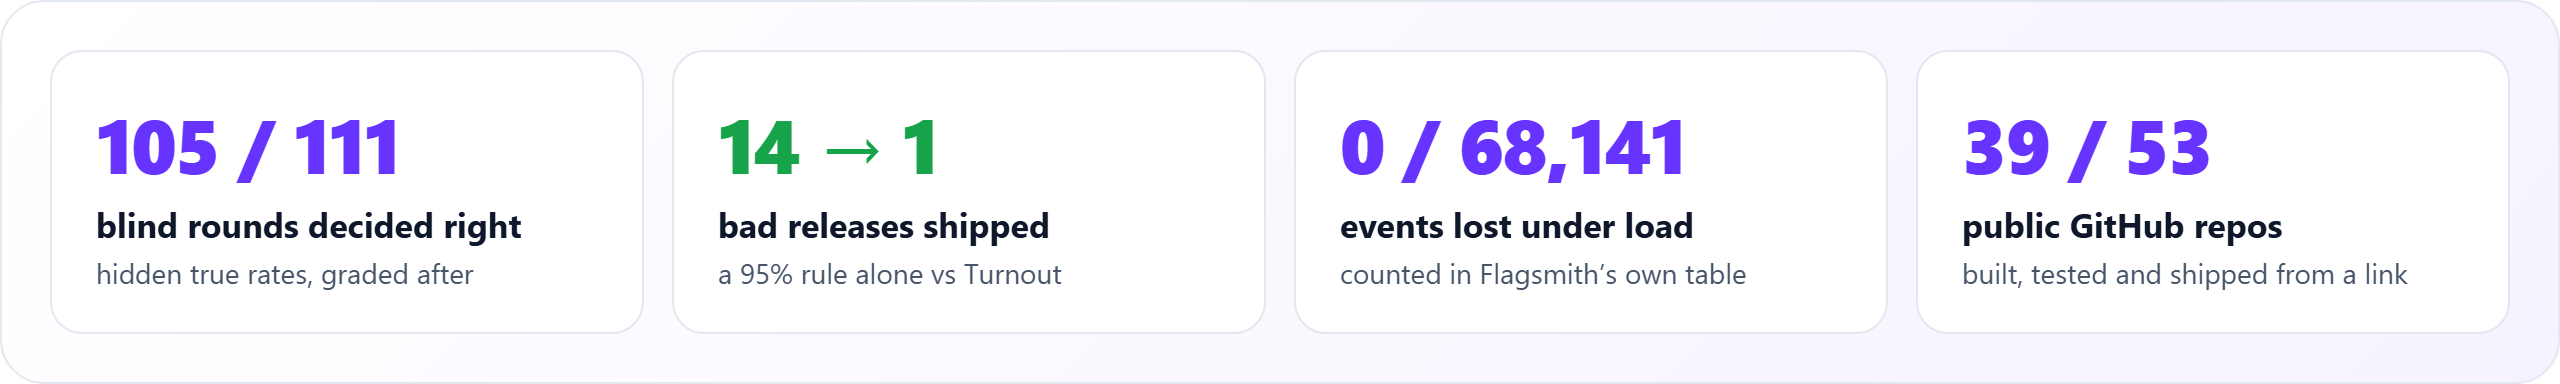 105 / 111
blind rounds decided right
hidden true rates, graded after
14 → 1
bad releases shipped
a 95% rule alone vs Turnout
0 / 68,141
events lost under load
counted in Flagsmith’s own table
39 / 53
public GitHub repos
built, tested and shipped from a link